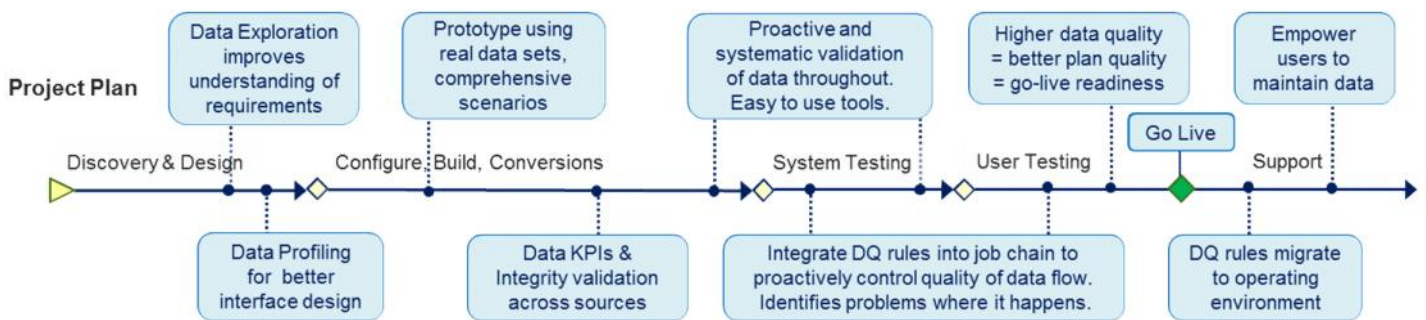 Project Plan
Data Exploration
improves
understanding of
requirements
Prototype using
real data sets,
comprehensive
scenarios
Proactive and
systematic validation
of data throughout.
Easy to use tools.
Higher data quality
= better plan quality
= go-live readiness
Empower
users to
maintain data
Go Live
Discovery & Design
Configure, Build, Conversions
System Testing
User Testing
Support
Data Profiling
for better
interface design
Data KPIs &
Integrity validation
across sources
Integrate DQ rules into job chain to
proactively control quality of data flow.
Identifies problems where it happens.
DQ rules migrate
to operating
environment